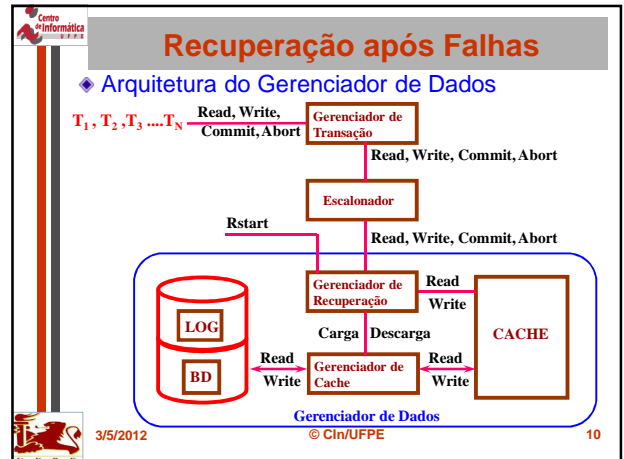 Centro
de Informática
U F P E
Recuperação após Falhas
Arquitetura do Gerenciador de Dados
T1 , T2 ,T3 ....TN
Read, Write,
Commit, Abort
Gerenciador de
Transação
Read, Write, Commit, Abort
Escalonador
Rstart
Read, Write, Commit, Abort
Gerenciador de
Recuperação
Read
Write
CACHE
LOG
BD
Carga
Descarga
Read
Write
Gerenciador de
Cache
Read
Write
Gerenciador de Dados
3/5/2012
© CIn/UFPE
10